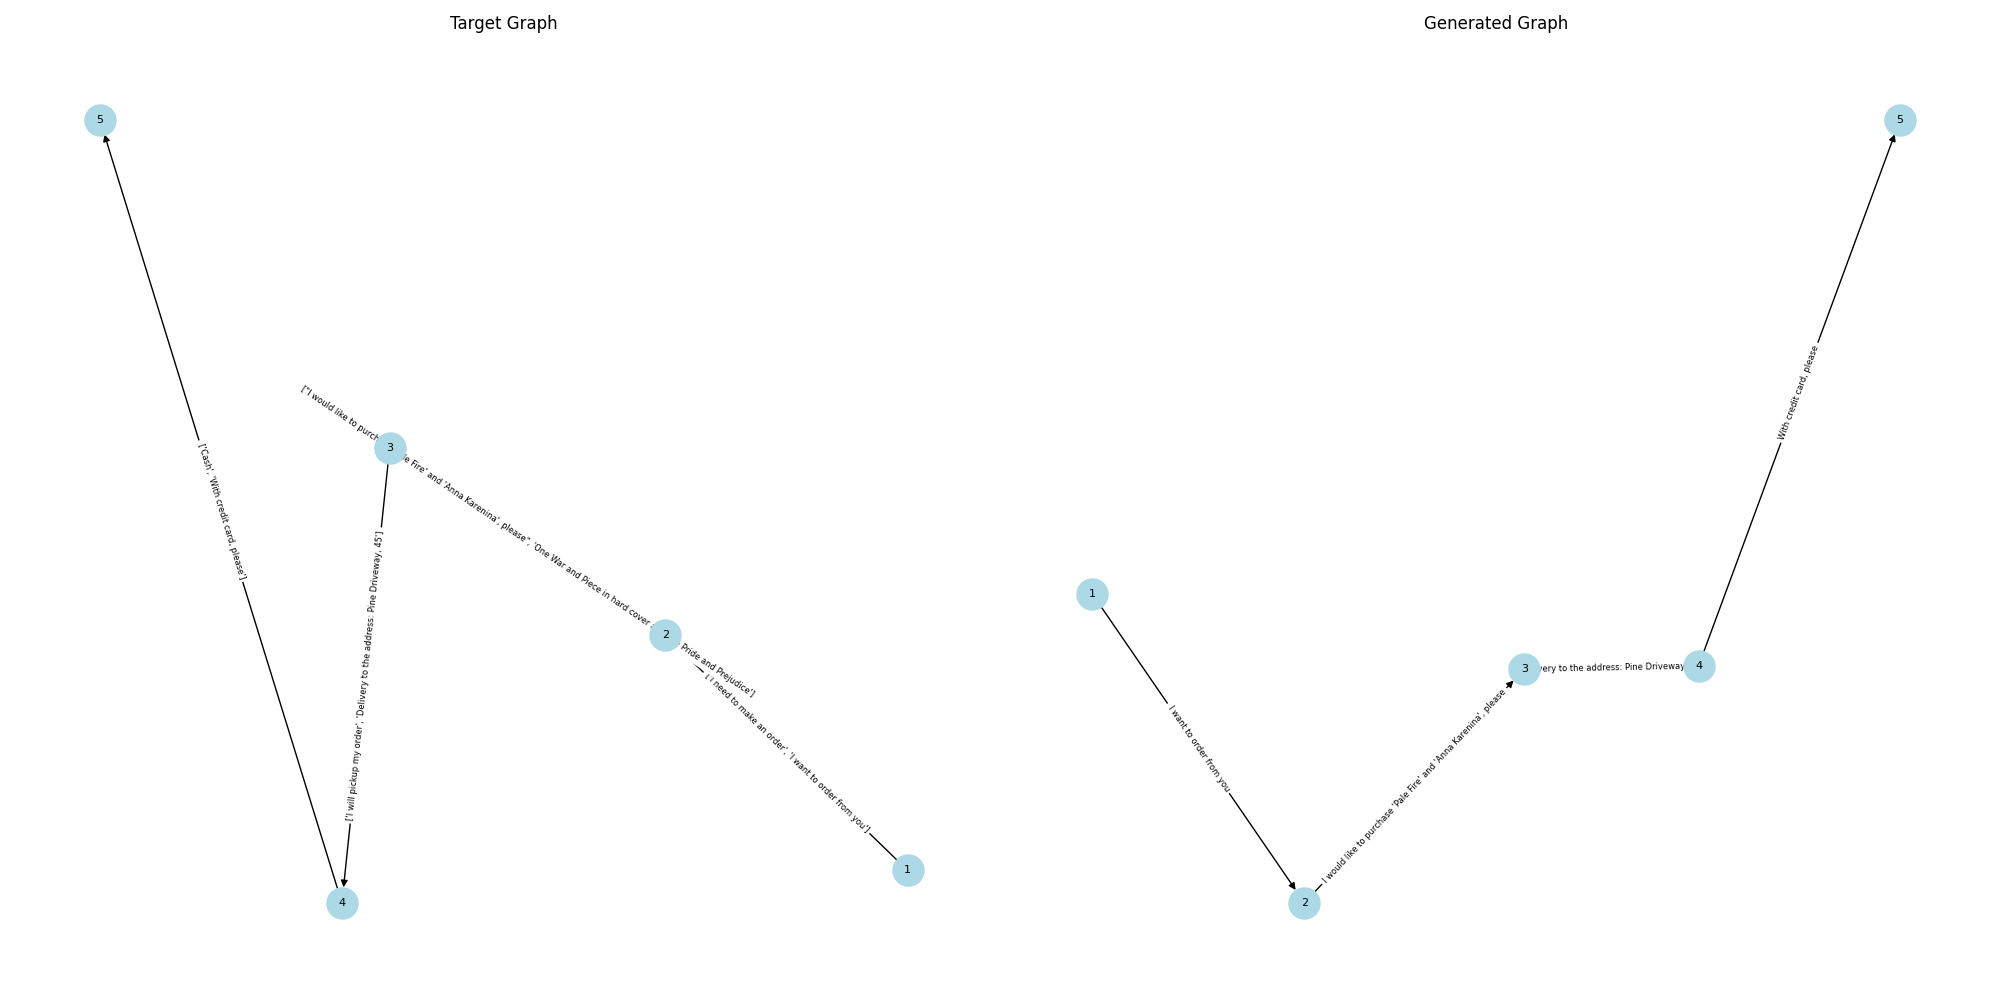 Target Graph
Generated Graph
5
5
['Cash', 'With credit card, please']
With credit card, please
["I would like to purch
3
le Fire' and 'Anna Karenina', please", 'One War and Piece in hard cover
2
Pride and Prejudice']
['I will pickup my order', 'Delivery to the address: Pine Driveway, 45']
I need to make an order', 'I want to order from you']
1
4
1
I want to order from you
2
I would like to purchase 'Pale Fire' and 'Anna Karenina', please
3
very to the address: Pine Driveway
4